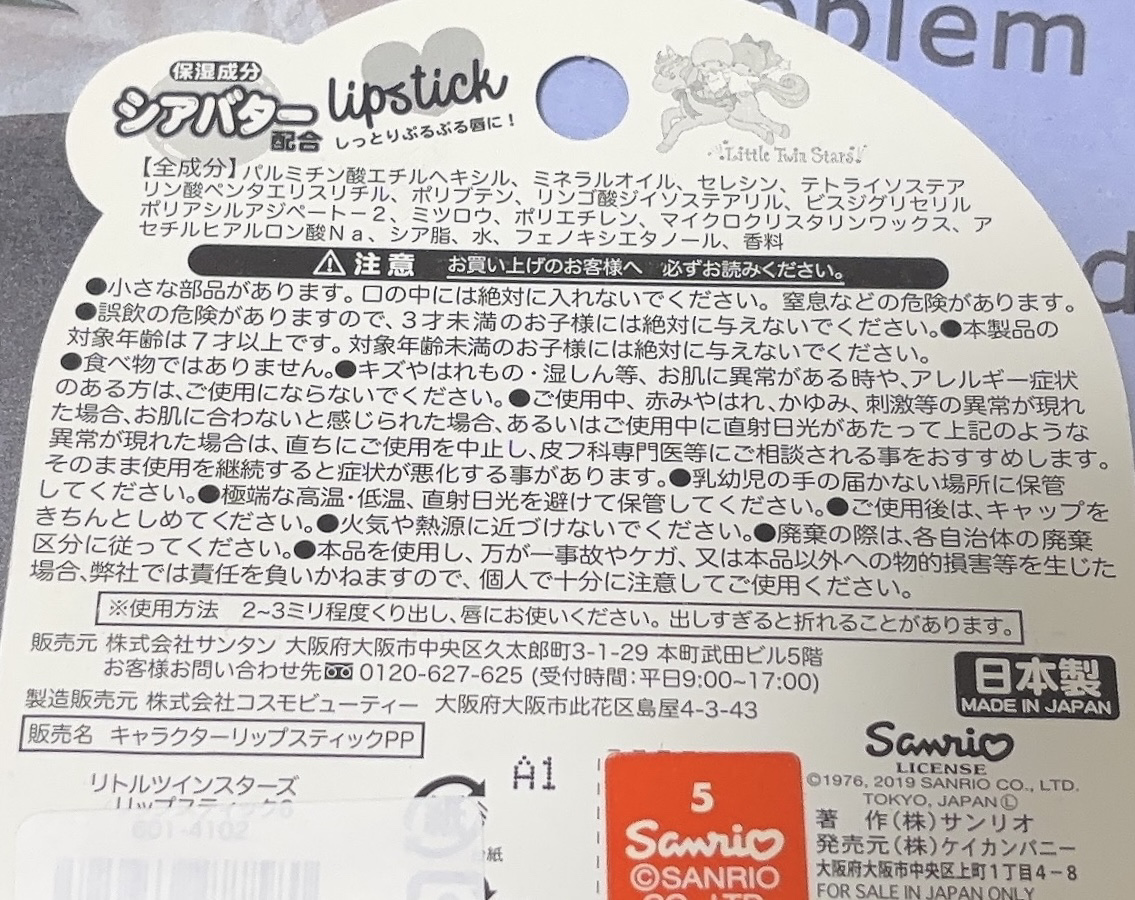 blem
保湿成分
シアバター
配合
lipstick
しっとりぷるぷる唇に！
Little Twin Stars!
【全成分】パルミチン酸エチルヘキシル、ミネラルオイル、セレシン、テトライソステア
リン酸ペンタエリスリチル、ポリブテン、リンゴ酸ジイソステアリル、ビスジグリセリル
ポリアシルアジペートー２、ミツロウ、ポリエチレン、マイクロクリスタリンワックス、ア
セチルヒアルロン酸Ｎａ、シア脂、水、フェノキシエタノール、香料
⚠注意 お買い上げのお客様へ 必ずお読みください。
●小さな部品があります。口の中には絶対に入れないでください。窒息などの危険があります。
●誤飲の危険がありますので、３才未満のお子様には絶対に与えないでください。●本製品の
対象年齢は７才以上です。対象年齢未満のお子様には絶対に与えないでください。
●食べ物ではありません。●キズやはれもの・湿しん等、お肌に異常がある時や、アレルギー症状
のある方は、ご使用にならないでください。●ご使用中、赤みやはれ、かゆみ、刺激等の異常が現れ
た場合、お肌に合わないと感じられた場合、あるいはご使用中に直射日光があたって上記のような
異常が現れた場合は、直ちにご使用を中止し、皮フ科専門医等にご相談される事をおすすめします。
そのまま使用を継続すると症状が悪化する事があります。●乳幼児の手の届かない場所に保管
してください。●極端な高温・低温、直射日光を避けて保管してください。●ご使用後は、キャップを
きちんとしめてください。●火気や熱源に近づけないでください。●廃棄の際は、各自治体の廃棄
区分に従ってください。●本品を使用し、万が一事故やケガ、又は本品以外への物的損害等を生じた
場合、弊社では責任を負いかねますので、個人で十分に注意してご使用ください。
※使用方法 2~3ミリ程度くり出し、唇にお使いください。出しすぎると折れることがあります。
販売元 株式会社サンタン 大阪府大阪市中央区久太郎町3-1-29 本町武田ビル5階
お客様お問い合わせ先 0120-627-625 (受付時間：平日9:00~17:00)
製造販売元 株式会社コスモビューティー 大阪府大阪市此花区島屋4-3-43
日本製
MADE IN JAPAN
販売名 キャラクターリップスティックPP
リトルツインスターズ
リップスティック6
601-4102
A1
台紙
5
Sanrio
©SANRIO
CO., LTD.
Sanrio
LICENSE
©1976, 2019 SANRIO CO., LTD.
TOKYO, JAPAN Ⓛ
著 作(株)サンリオ
発売元(株)ケイカンパニー
大阪府大阪市中央区上町1丁目4－8
FOR SALE IN JAPAN ONLY